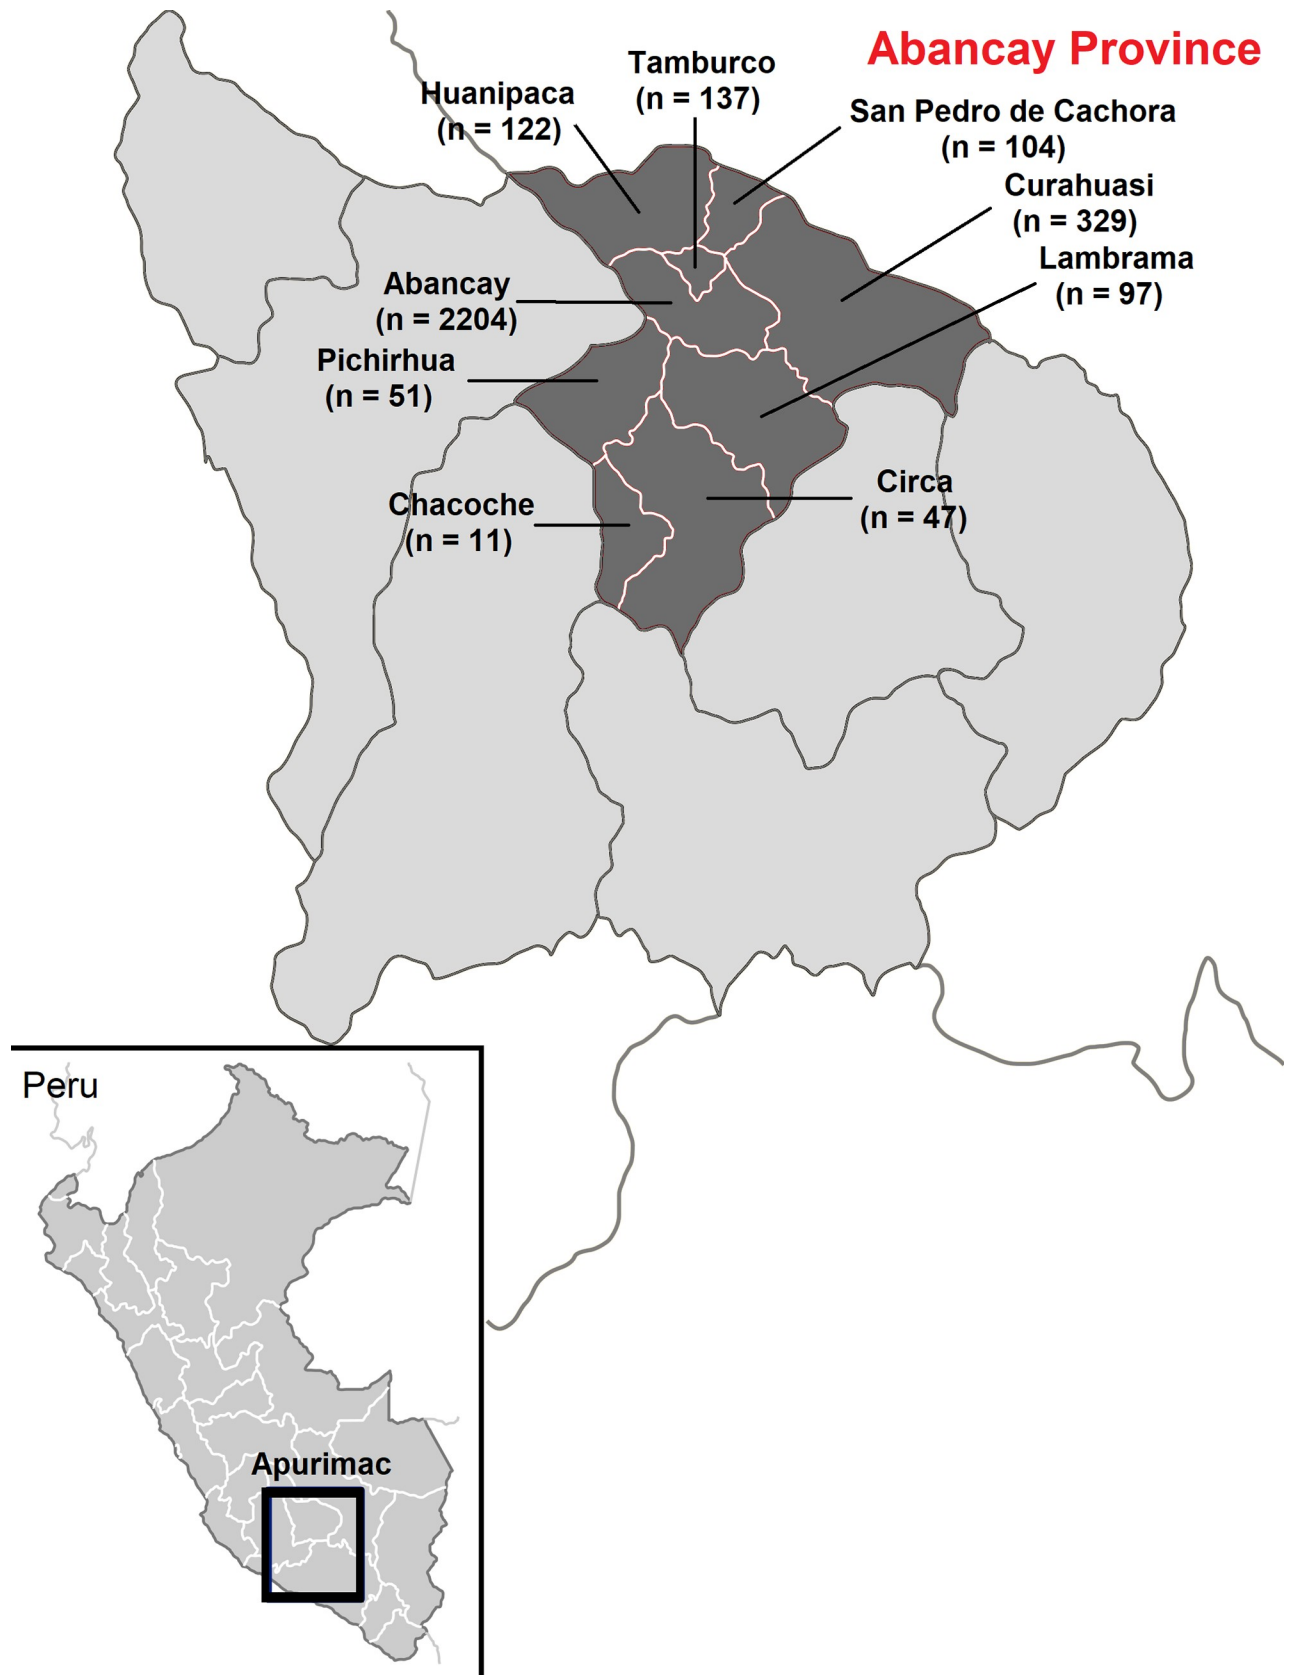 Abancay Province
Tamburco
(n = 137)
Huanipaca
(n = 122)
San Pedro de Cachora
(n = 104)
Curahuasi
(n = 329)
Lambrama
(n = 97)
Abancay
(n = 2204)
Pichirhua
(n = 51)
Circa
(n = 47)
Chacoche
(n = 11)
Peru
Apurimac